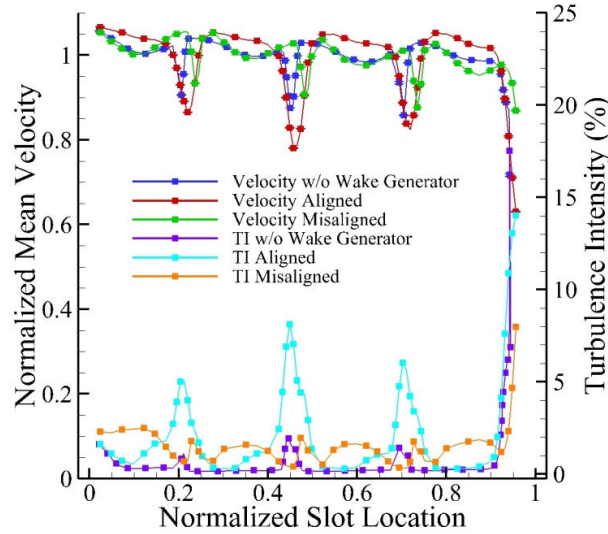 Normalized Mean Velocity
1
0.8
0.6
0.4
0.2
0
Velocity w/o Wake Generator
Velocity Aligned
Velocity Misaligned
TI w/o Wake Generator
TI Aligned
TI Misaligned
25
20
15
10
5
0
Turbulence Intensity (%)
0 0.2 0.4 0.6 0.8 1
Normalized Slot Location